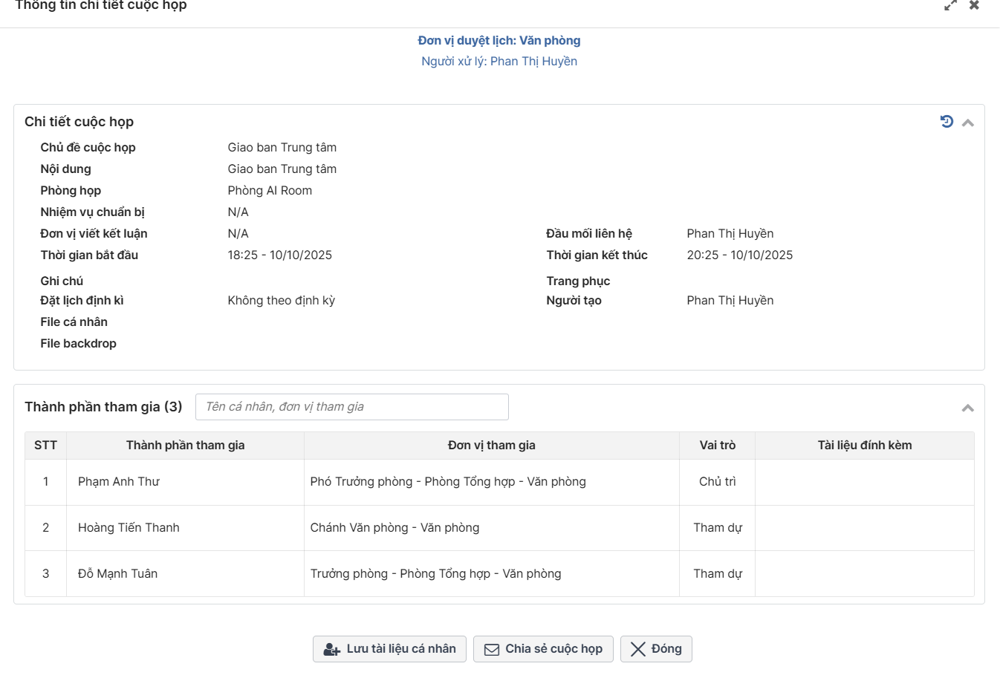 Thông tin chi tiết cuộc họp
Đơn vị duyệt lịch: Văn phòng
Người xử lý: Phan Thị Huyền
Chi tiết cuộc họp
Chủ đề cuộc họp Giao ban Trung tâm
Nội dung Giao ban Trung tâm
Phòng họp Phòng AI Room
Nhiệm vụ chuẩn bị N/A
Đơn vị viết kết luận N/A Đầu mối liên hệ Phan Thị Huyền
Thời gian bắt đầu 18:25 - 10/10/2025 Thời gian kết thúc 20:25 - 10/10/2025
Ghi chú Trang phục
Đặt lịch định kì Không theo định kỳ Người tạo Phan Thị Huyền
File cá nhân
File backdrop
Thành phần tham gia (3) Tên cá nhân, đơn vị tham gia
STT Thành phần tham gia Đơn vị tham gia Vai trò Tài liệu đính kèm
1 Phạm Anh Thư Phó Trưởng phòng - Phòng Tổng hợp - Văn phòng Chủ trì
2 Hoàng Tiến Thanh Chánh Văn phòng - Văn phòng Tham dự
3 Đỗ Mạnh Tuân Trưởng phòng - Phòng Tổng hợp - Văn phòng Tham dự
Lưu tài liệu cá nhân Chia sẻ cuộc họp Đóng